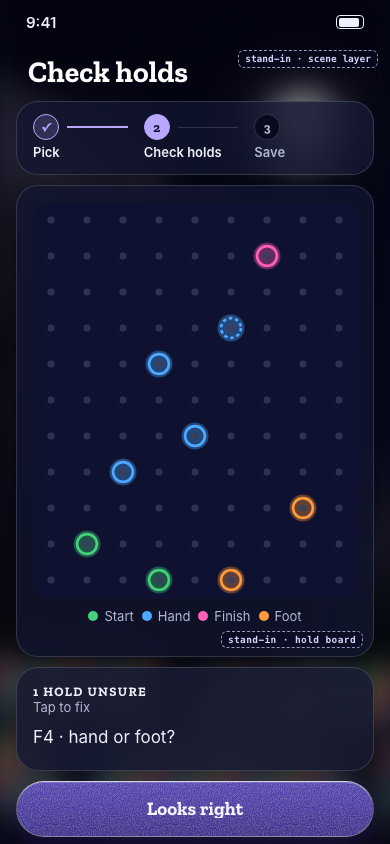 9:41
stand-in · scene layer
Check holds
✓ 2 3
Pick Check holds Save
Start Hand Finish Foot
stand-in · hold board
1 HOLD UNSURE
Tap to fix
F4 · hand or foot?
Looks right